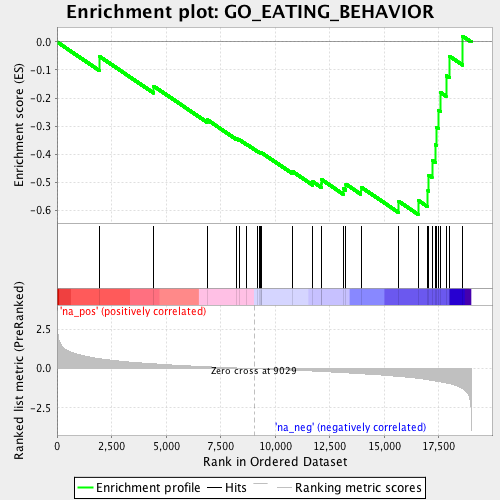 Enrichment plot: GO_EATING_BEHAVIOR
Enrichment score (ES)
0.0
-0.1
-0.2
-0.3
-0.4
-0.5
-0.6
'na_pos' (positively correlated)
Ranked list metric (PreRanked)
2.5
0.0
-2.5
Zero cross at 9029
'na_neg' (negatively correlated)
0
2,500
5,000
7,500
10,000
12,500
15,000
17,500
Rank in Ordered Dataset
Enrichment profile
Hits
Ranking metric scores